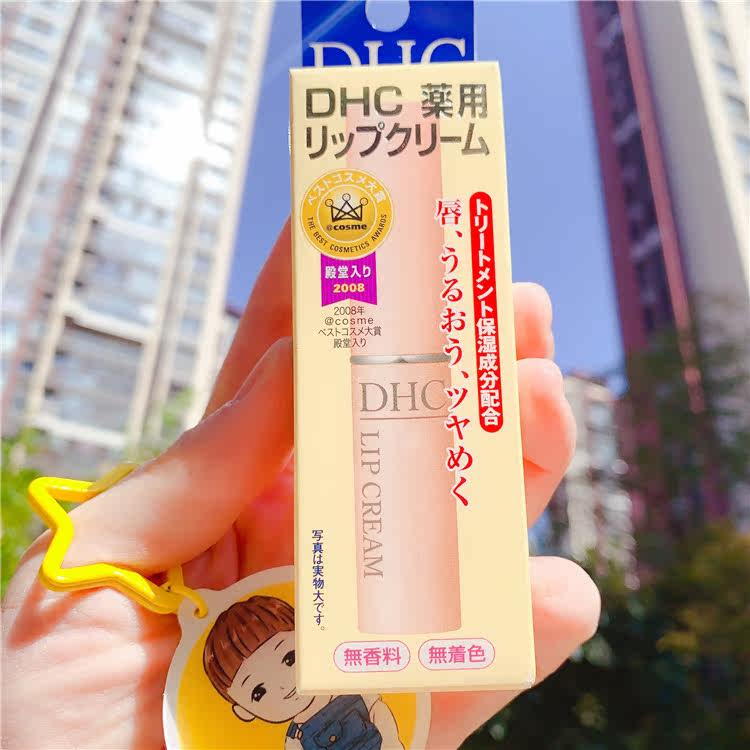 DHC
DHC 薬用
リップクリーム
ベストコスメ大賞
@cosme
THE BEST COSMETICS AWARDS
殿堂入り
2008
2008年
@cosme
ベストコスメ大賞
殿堂入り
トリートメント保湿成分配合
唇、うるおう、ツヤめく
DHC
LIP CREAM
写真は実物大です。
無香料
無着色